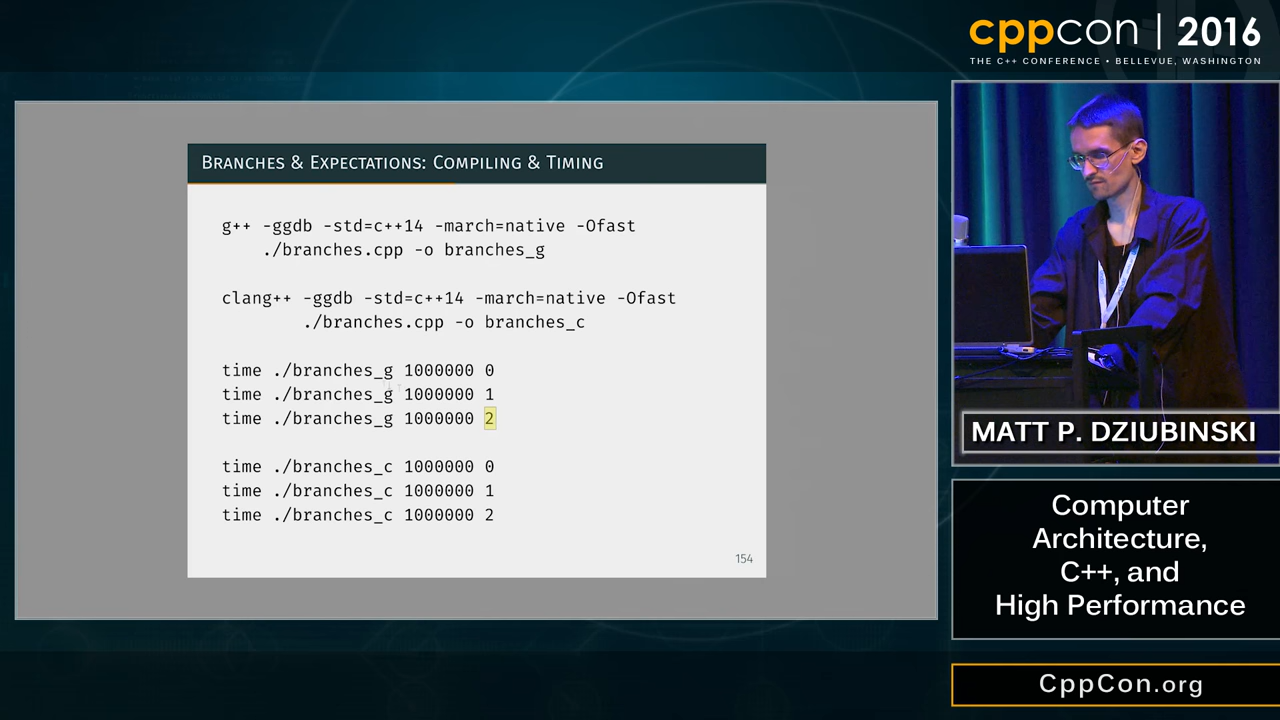 cppcon | 2016
THE C++ CONFERENCE • BELLEVUE, WASHINGTON
BRANCHES & EXPECTATIONS: COMPILING & TIMING
g++ -ggdb -std=c++14 -march=native -Ofast
./branches.cpp -o branches_g
clang++ -ggdb -std=c++14 -march=native -Ofast
./branches.cpp -o branches_c
time ./branches_g 1000000 0
time ./branches_g 1000000 1
time ./branches_g 1000000 2
time ./branches_c 1000000 0
time ./branches_c 1000000 1
time ./branches_c 1000000 2
154
MATT P. DZIUBINSKI
Computer
Architecture,
C++, and
High Performance
CppCon.org